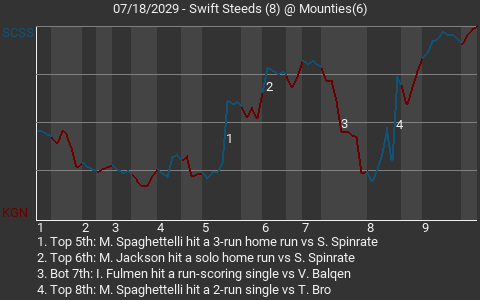 07/18/2029 - Swift Steeds (8) @ Mounties(6)
SCSS
2
1
3
4
KGN
1 2 3 4 5 6 7 8 9
1. Top 5th: M. Spaghettelli hit a 3-run home run vs S. Spinrate
2. Top 6th: M. Jackson hit a solo home run vs S. Spinrate
3. Bot 7th: I. Fulmen hit a run-scoring single vs V. Balqen
4. Top 8th: M. Spaghettelli hit a 2-run single vs T. Bro